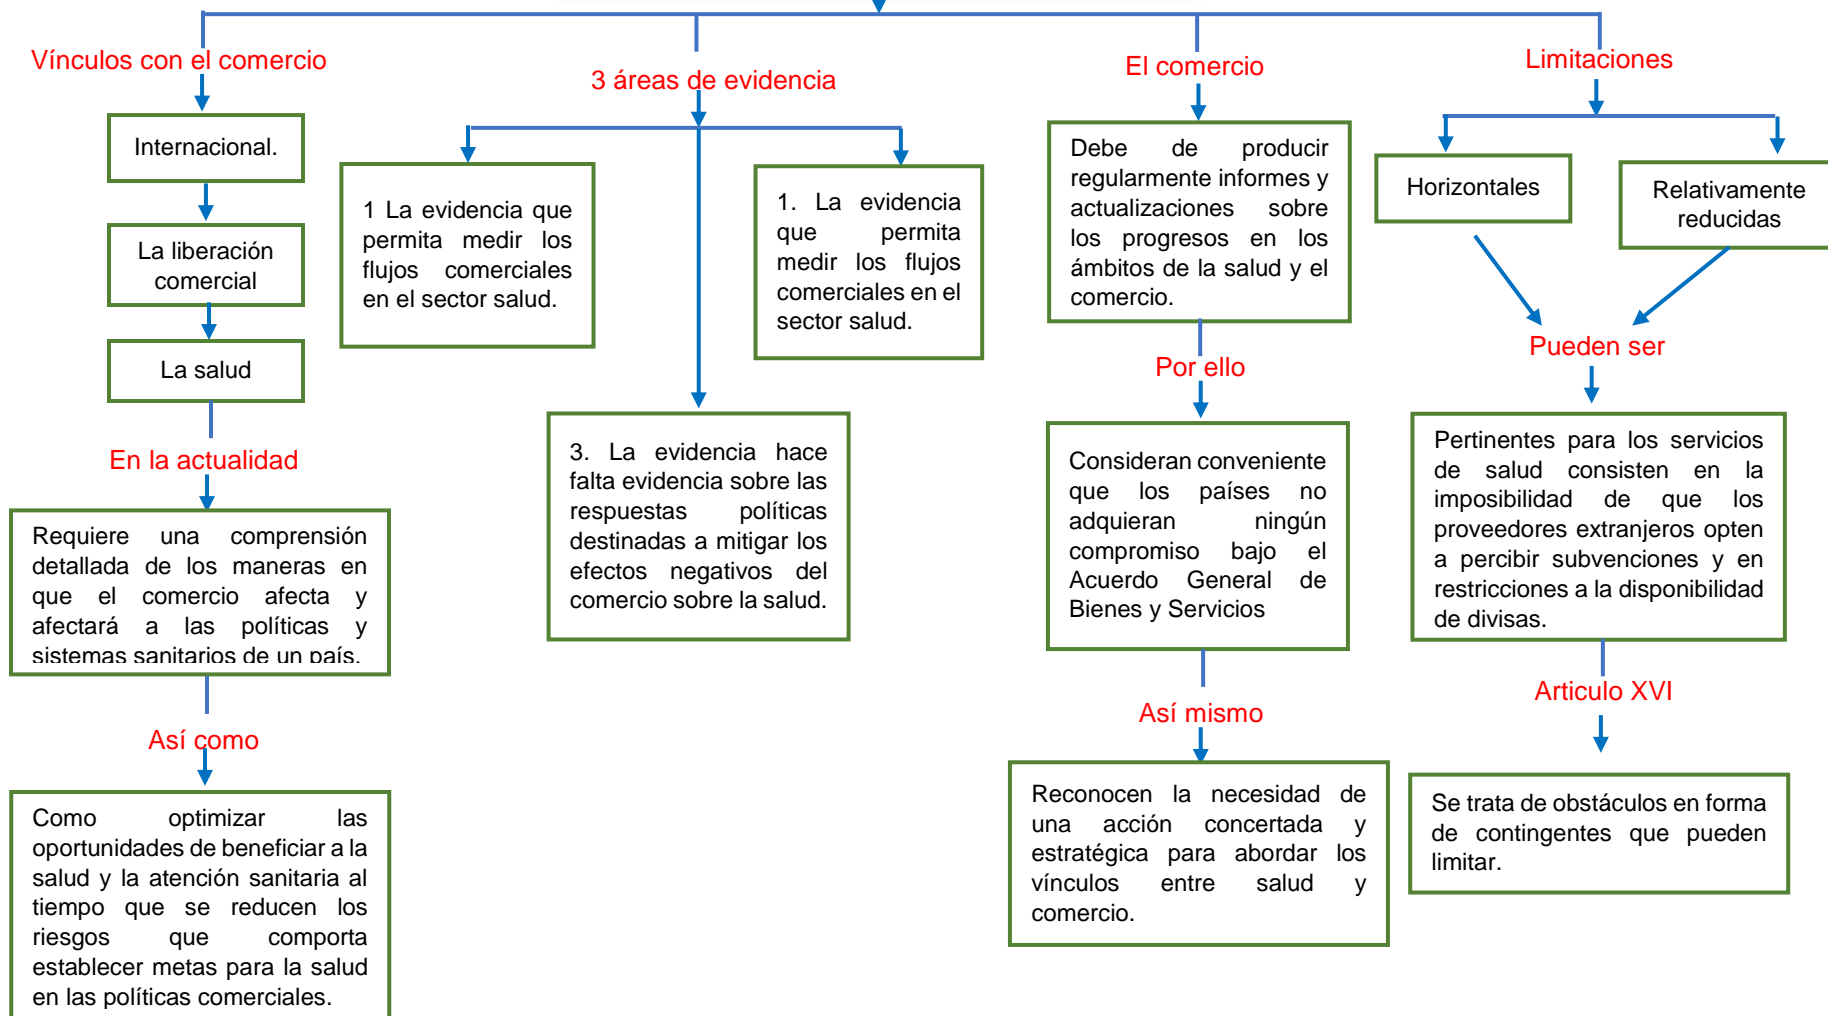 Vínculos con el comercio
Internacional.
La liberación
comercial
La salud
En la actualidad
Requiere una comprensión
detallada de los maneras en
que el comercio afecta y
afectará a las políticas y
sistemas sanitarios de un país.
Así como
Como optimizar las
oportunidades de beneficiar a la
salud y la atención sanitaria al
tiempo que se reducen los
riesgos que comporta
establecer metas para la salud
en las políticas comerciales.
3 áreas de evidencia
1 La evidencia que
permita medir los
flujos comerciales
en el sector salud.
1. La evidencia
que permita
medir los flujos
comerciales en el
sector salud.
3. La evidencia hace
falta evidencia sobre las
respuestas políticas
destinadas a mitigar los
efectos negativos del
comercio sobre la salud.
El comercio
Debe de producir
regularmente informes y
actualizaciones sobre
los progresos en los
ámbitos de la salud y el
comercio.
Por ello
Consideran conveniente
que los países no
adquieran ningún
compromiso bajo el
Acuerdo General de
Bienes y Servicios
Así mismo
Reconocen la necesidad de
una acción concertada y
estratégica para abordar los
vínculos entre salud y
comercio.
Limitaciones
Horizontales
Relativamente
reducidas
Pueden ser
Pertinentes para los servicios
de salud consisten en la
imposibilidad de que los
proveedores extranjeros opten
a percibir subvenciones y en
restricciones a la disponibilidad
de divisas.
Articulo XVI
Se trata de obstáculos en forma
de contingentes que pueden
limitar.